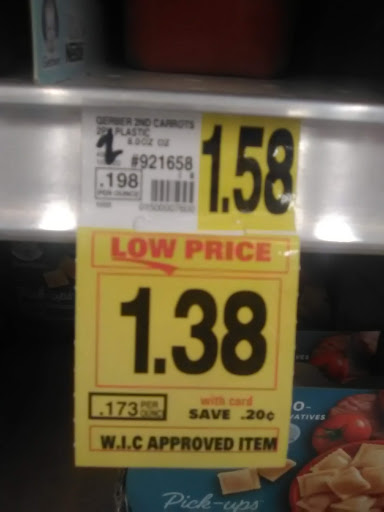 GERBER 2ND CARROTS
2PK PLASTIC
8.0OZ OZ
2
#921658
.198
PER OUNCE
1.58
LOW PRICE
1.38
.173 PER OUNCE
with card
SAVE .20¢
W.I.C APPROVED ITEM
Pick-ups